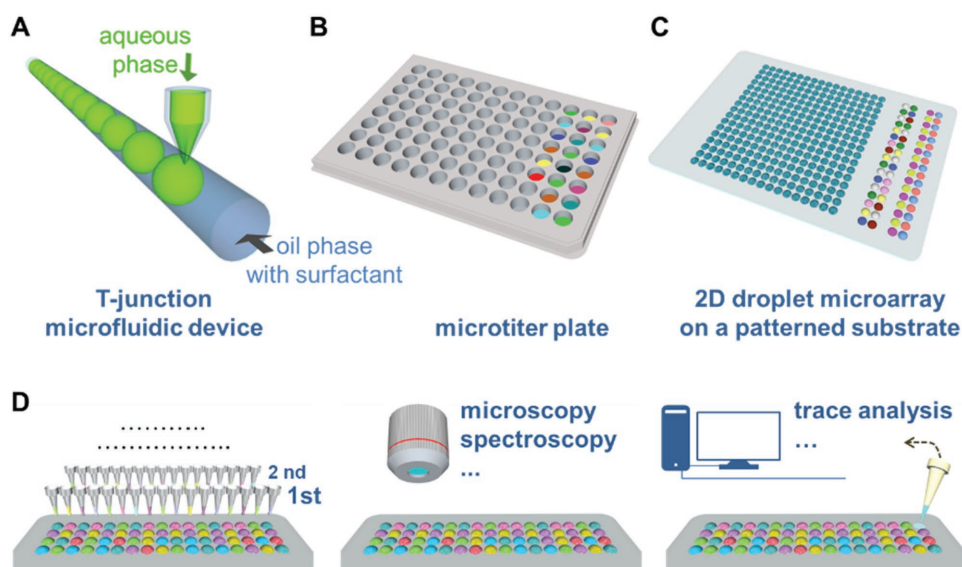 A
aqueous
phase
oil phase
with surfactant
T-junction
microfluidic device
B
microtiter plate
C
2D droplet microarray
on a patterned substrate
D
2 nd
1st
microscopy
spectroscopy
...
trace analysis
...